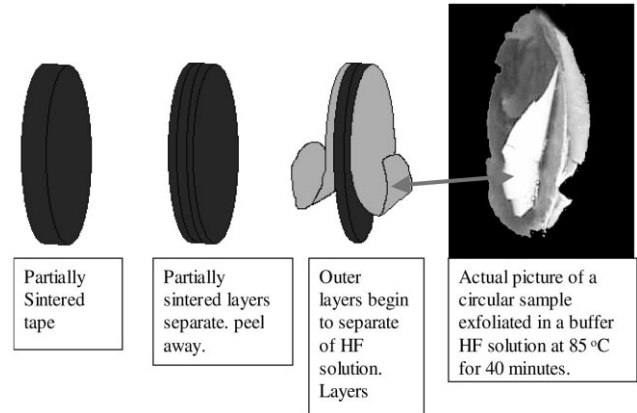 Partially
Sintered
tape
Partially
sintered layers
separate. peel
away.
Outer
layers begin
to separate
of HF
solution.
Layers
Actual picture of a
circular sample
exfoliated in a buffer
HF solution at 85 °C
for 40 minutes.